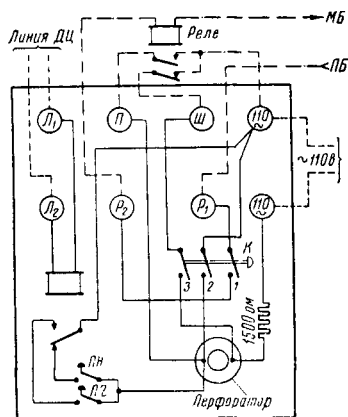 МБ
Реле
Линия ДЦ
ПБ
Л₁
П
Ш
110
~
~110В
Л₂
Р₂
Р₁
110
~
К
3
2
1
1500 ом
ПН
П2
Перфоратор